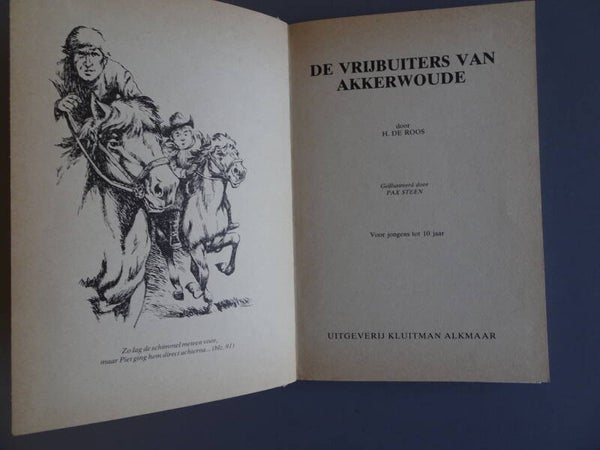 Zo lag de schimmel meteen voor,
maar Piet ging hem direct achterna... (blz. 91)
DE VRIJBUITERS VAN
AKKERWOUDE
door
H. DE ROOS
Geïllustreerd door
PAX STEEN
Voor jongens tot 10 jaar
UITGEVERIJ KLUITMAN ALKMAAR